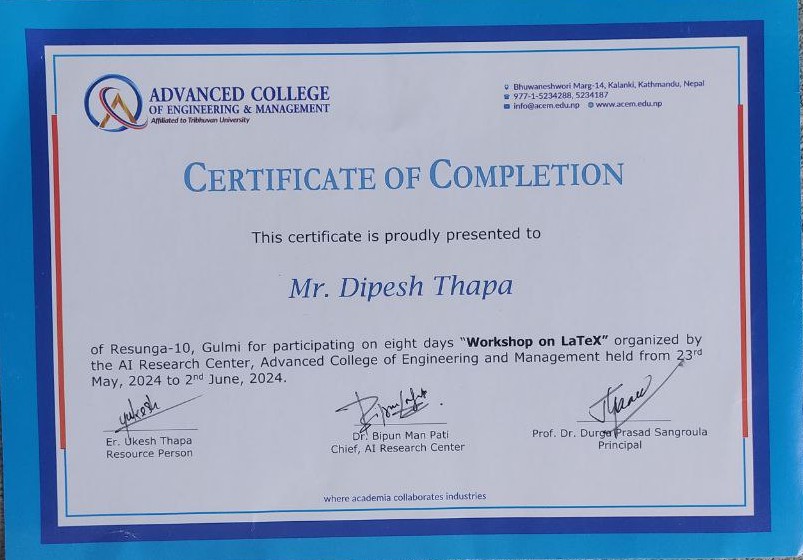 ADVANCED COLLEGE
OF ENGINEERING & MANAGEMENT
Affiliated to Tribhuvan University
Bhuwaneshwori Marg-14, Kalanki, Kathmandu, Nepal
977-1-5234288, 5234187
info@acem.edu.np www.acem.edu.np
CERTIFICATE OF COMPLETION
This certificate is proudly presented to
Mr. Dipesh Thapa
of Resunga-10, Gulmi for participating on eight days “Workshop on LaTeX” organized by
the AI Research Center, Advanced College of Engineering and Management held from 23rd
May, 2024 to 2nd June, 2024.
yukesh
Er. Ukesh Thapa
Resource Person
Dr. Bipun Man Pati
Chief, AI Research Center
Prof. Dr. Durga Prasad Sangroula
Principal
where academia collaborates industries